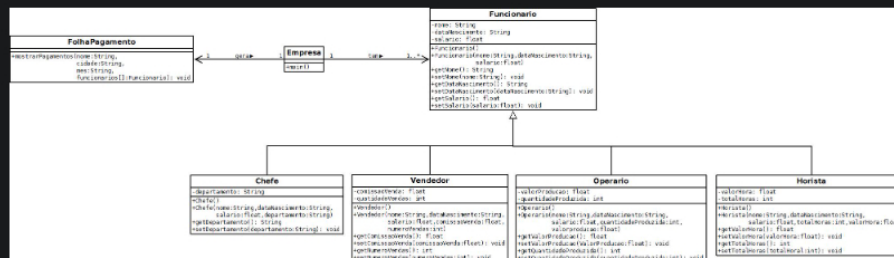 FolhaPagamento
+mostrarPagamentos(nome:String,
cidade:String,
mes:String,
funcionarios[]:Funcionario): void
1
gera
1
Empresa
+main()
1
tem
1..*
Funcionario
-nome: String
-dataNascimento: String
-salario: float
+Funcionario()
+Funcionario(nome:String,dataNascimento:String,
salario:float)
+getNome(): String
+setNome(nome:String): void
+getDataNascimento(): String
+setDataNascimento(dataNascimento:String): void
+getSalario(): float
+setSalario(salario:float): void
Chefe
-departamento: String
+Chefe()
+Chefe(nome:String,dataNascimento:String,
salario:float,departamento:String)
+getDepartamento(): String
+setDepartamento(departamento:String): void
Vendedor
-comissaoVenda: float
-quatidadeVendas: int
+Vendedor()
+Vendedor(nome:String,dataNascimento:String,
salario:float,comissaoVenda:float,
numeroVendas:int)
+getComissaoVenda(): float
+setComissaoVenda(comissaoVenda:float): void
+getNumeroVendas(): int
Operario
-valorProducao: float
-quantidadeProduzida: int
+Operario()
+Operario(nome:String,dataNascimento:String,
salario:float,quantidadeProduzida:int,
valorproducao:float)
+getValorProducao(): float
+setValorProducao(ValorProducao:float): void
+getQuantidadeProducao(): int
Horista
-valorHora: float
-totalHoras: int
+Horista()
+Horista(nome:String,dataNascimento:String,
salario:float,totalHoras:int,valorHora:flo
+getValorHora(): float
+setValorHora(valorHora:float): void
+getTotalHoras(): int
+setTotalHoras(totalHoral:int): void